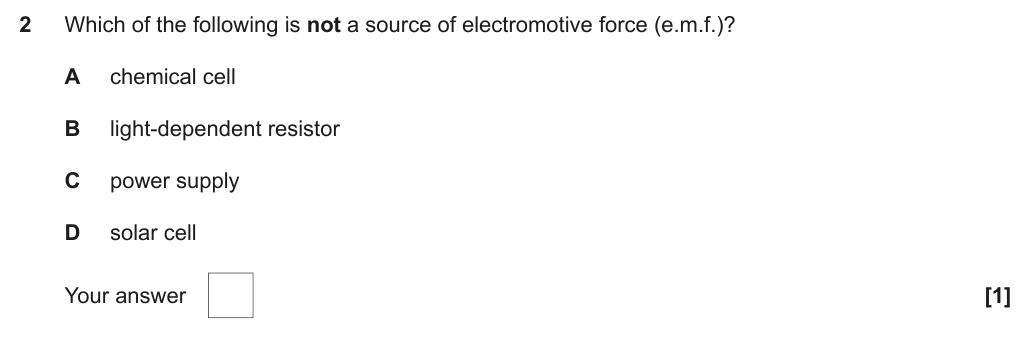 2 Which of the following is not a source of electromotive force (e.m.f.)?
A chemical cell
B light-dependent resistor
C power supply
D solar cell
Your answer [1]